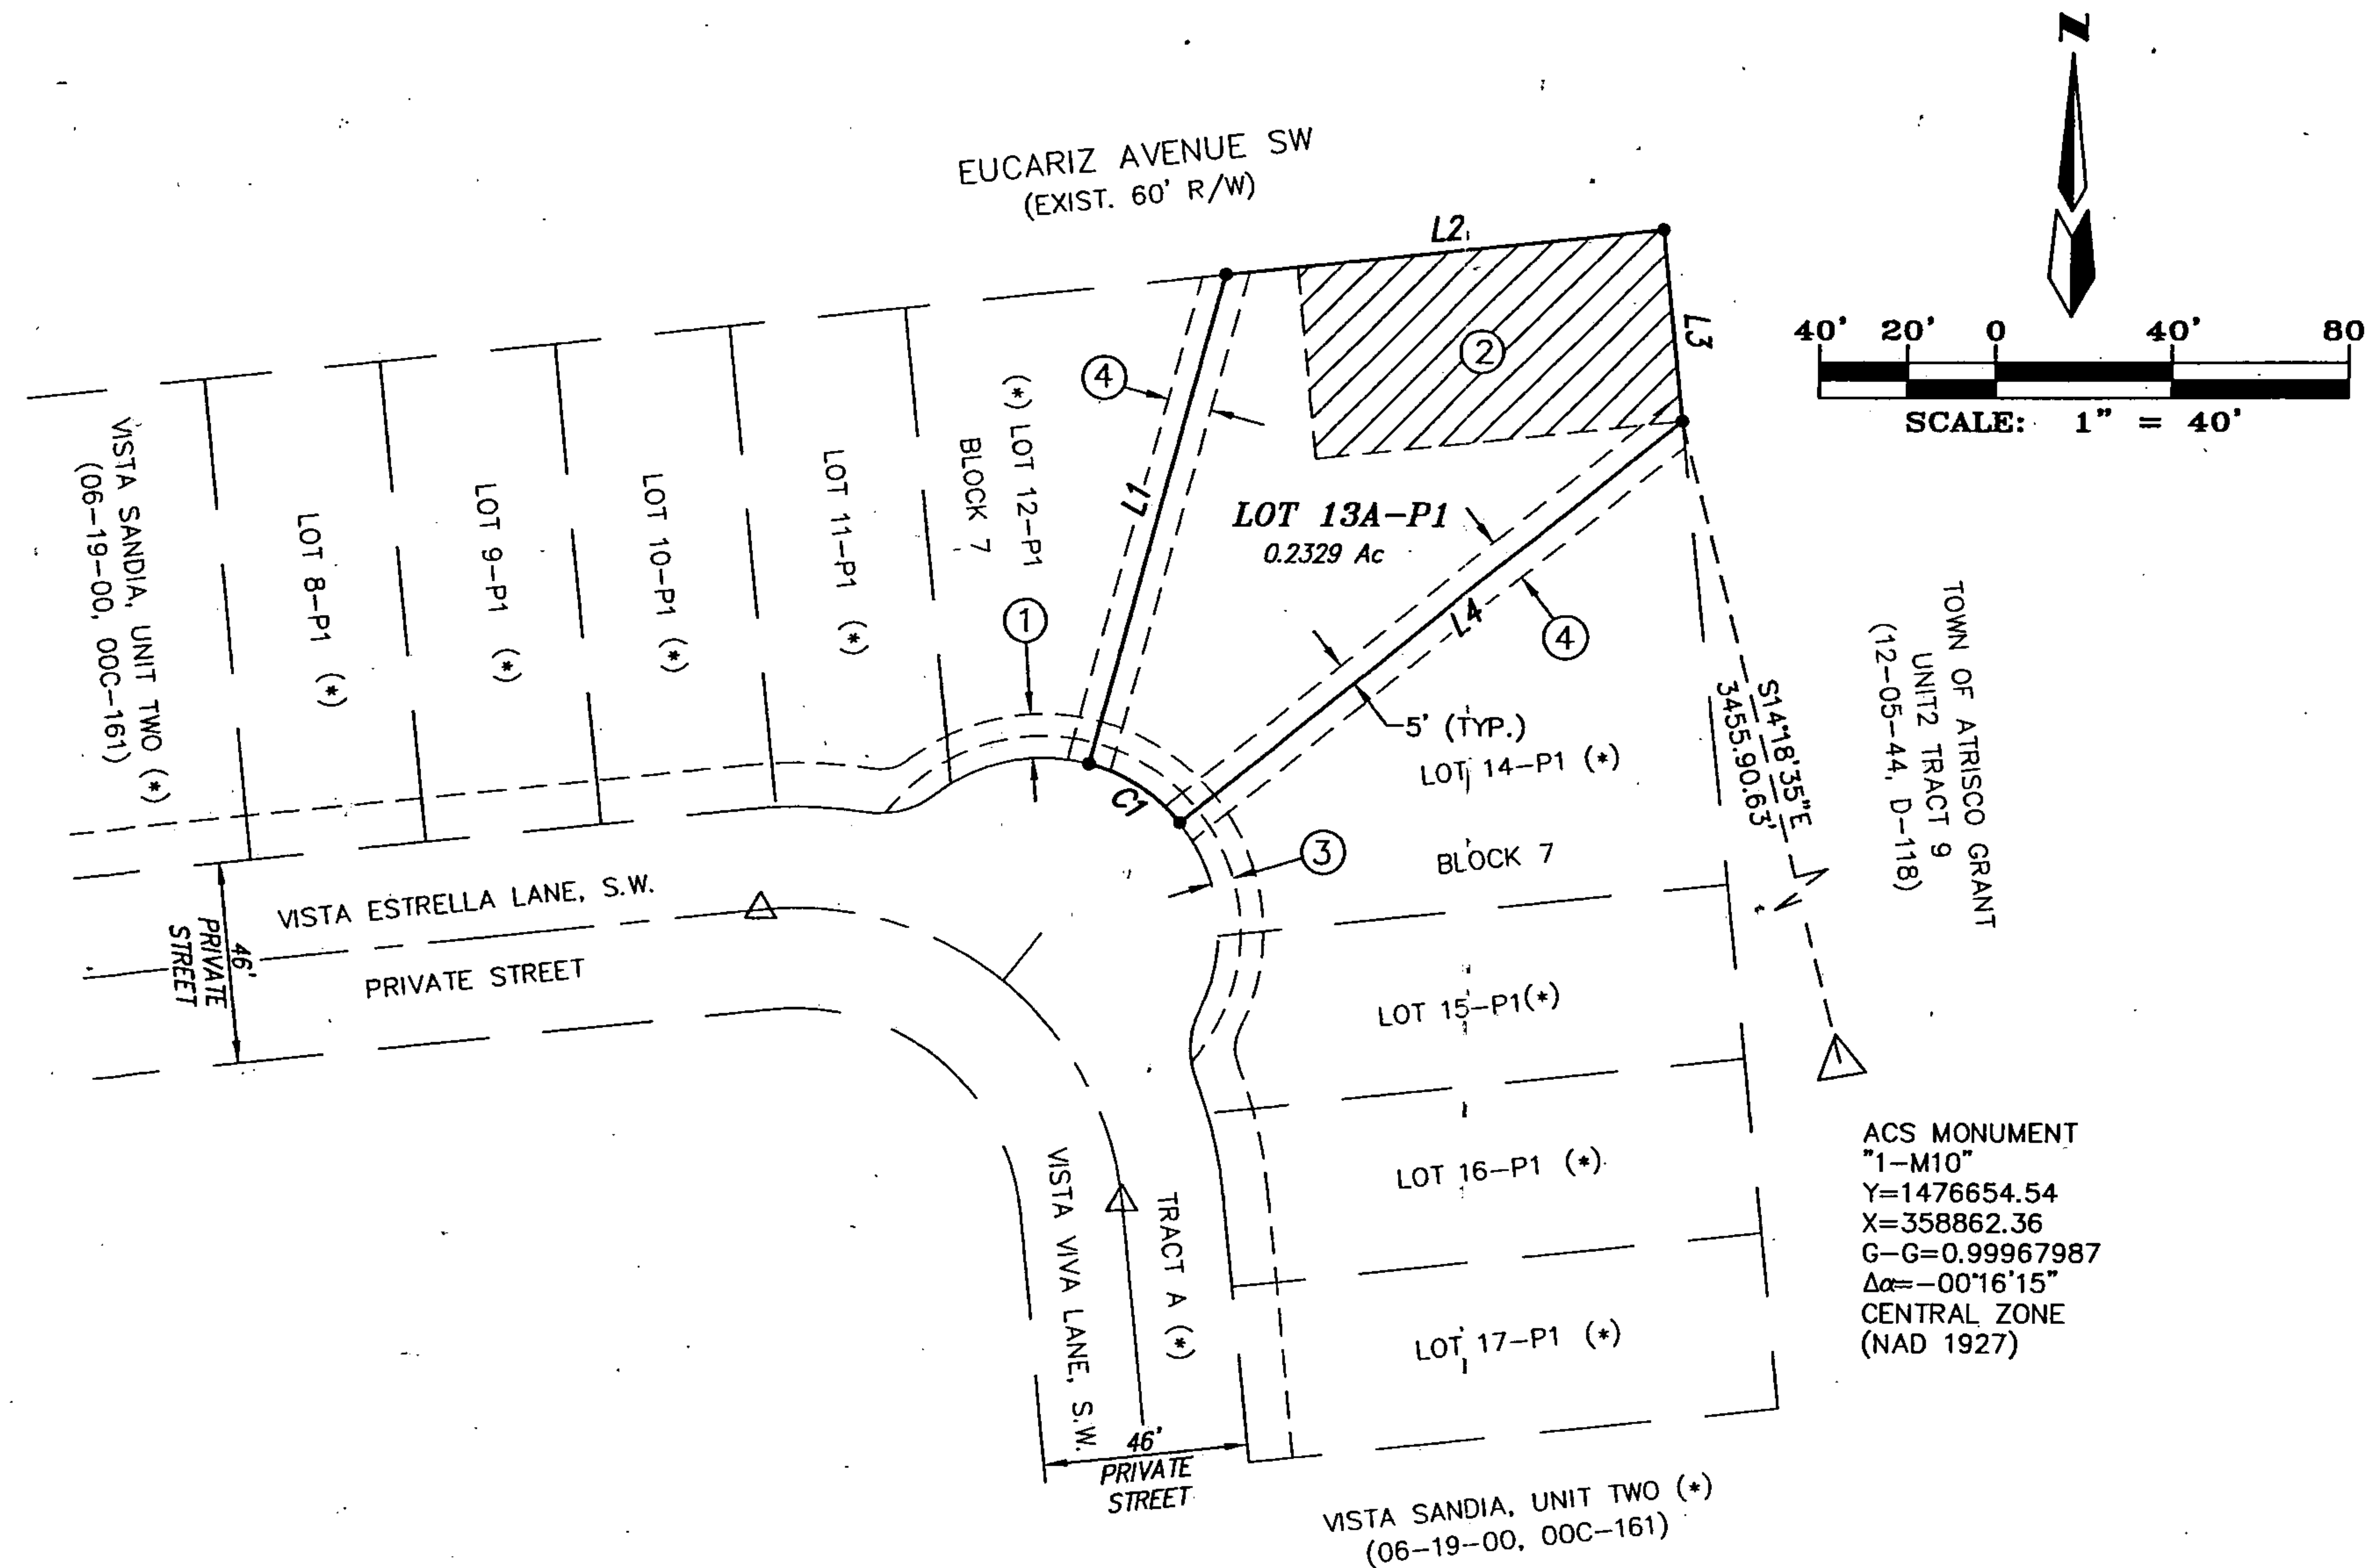 N
EUCARIZ AVENUE SW
(EXIST. 60' R/W)
L2
L3
40' 20' 0 40' 80
SCALE: 1" = 40'
2
4
L1
(*) LOT 12-P1
BLOCK 7
LOT 11-P1 (*)
LOT 10-P1 (*)
LOT 9-P1 (*)
LOT 8-P1 (*)
VISTA SANDIA, UNIT TWO (*)
(06-19-00, 00C-161)
LOT 13A-P1
0.2329 Ac
1
L4
4
5' (TYP.)
LOT 14-P1 (*)
BLOCK 7
C1
3
S14°18'35"E
3455.90.63'
TOWN OF ATRISCO GRANT
UNIT2 TRACT 9
(12-05-44, D-118)
VISTA ESTRELLA LANE, S.W.
PRIVATE STREET
46'
PRIVATE
STREET
LOT 15-P1(*)
LOT 16-P1 (*)
LOT 17-P1 (*)
VISTA VIVA LANE, S.W.
TRACT A (*)
46'
PRIVATE
STREET
ACS MONUMENT
"1-M10"
Y=1476654.54
X=358862.36
G-G=0.99967987
Δα=-00°16'15"
CENTRAL ZONE
(NAD 1927)
VISTA SANDIA, UNIT TWO (*)
(06-19-00, 00C-161)